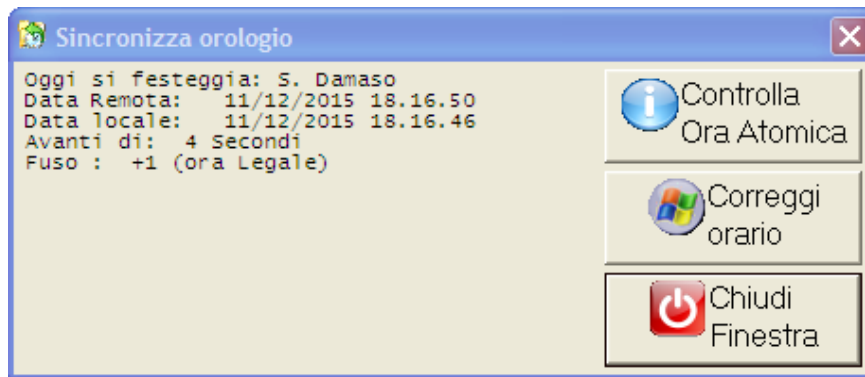 Sincronizza orologio
Oggi si festeggia: S. Damaso
Data Remota:   11/12/2015 18.16.50
Data locale:   11/12/2015 18.16.46
Avanti di:  4 Secondi
Fuso :  +1 (ora Legale)
Controlla
Ora Atomica
Correggi
orario
Chiudi
Finestra